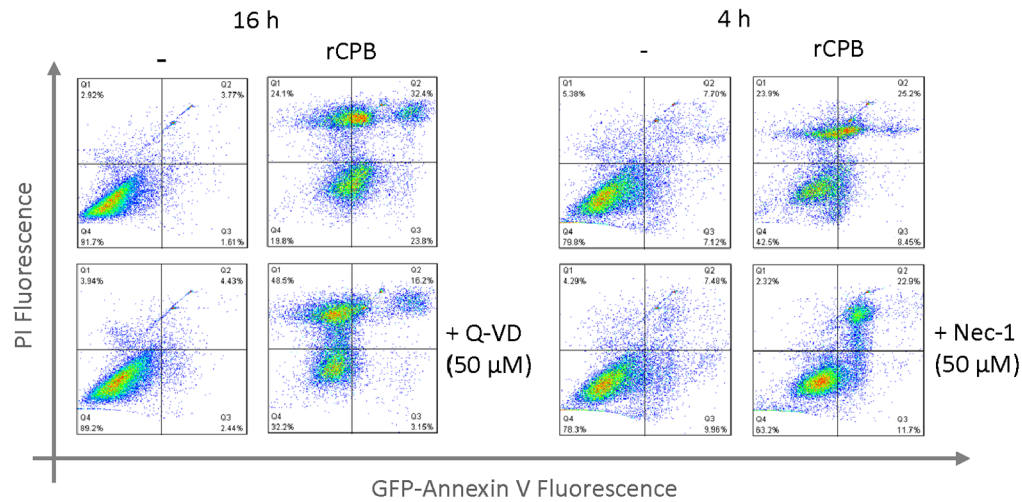 16 h
4 h
-
rCPB
-
rCPB
Q1
2.92%
Q2
3.77%
Q4
91.7%
Q3
1.61%
Q1
24.1%
Q2
32.4%
Q4
19.8%
Q3
23.8%
Q1
5.38%
Q2
7.70%
Q4
79.8%
Q3
7.12%
Q1
23.9%
Q2
25.2%
Q4
42.5%
Q3
8.45%
Q1
3.94%
Q2
4.43%
Q4
89.2%
Q3
2.44%
Q1
48.5%
Q2
16.2%
Q4
32.2%
Q3
3.15%
+ Q-VD
(50 µM)
Q1
4.29%
Q2
7.48%
Q4
78.3%
Q3
9.96%
Q1
2.32%
Q2
22.9%
Q4
63.2%
Q3
11.7%
+ Nec-1
(50 µM)
PI Fluorescence
GFP-Annexin V Fluorescence